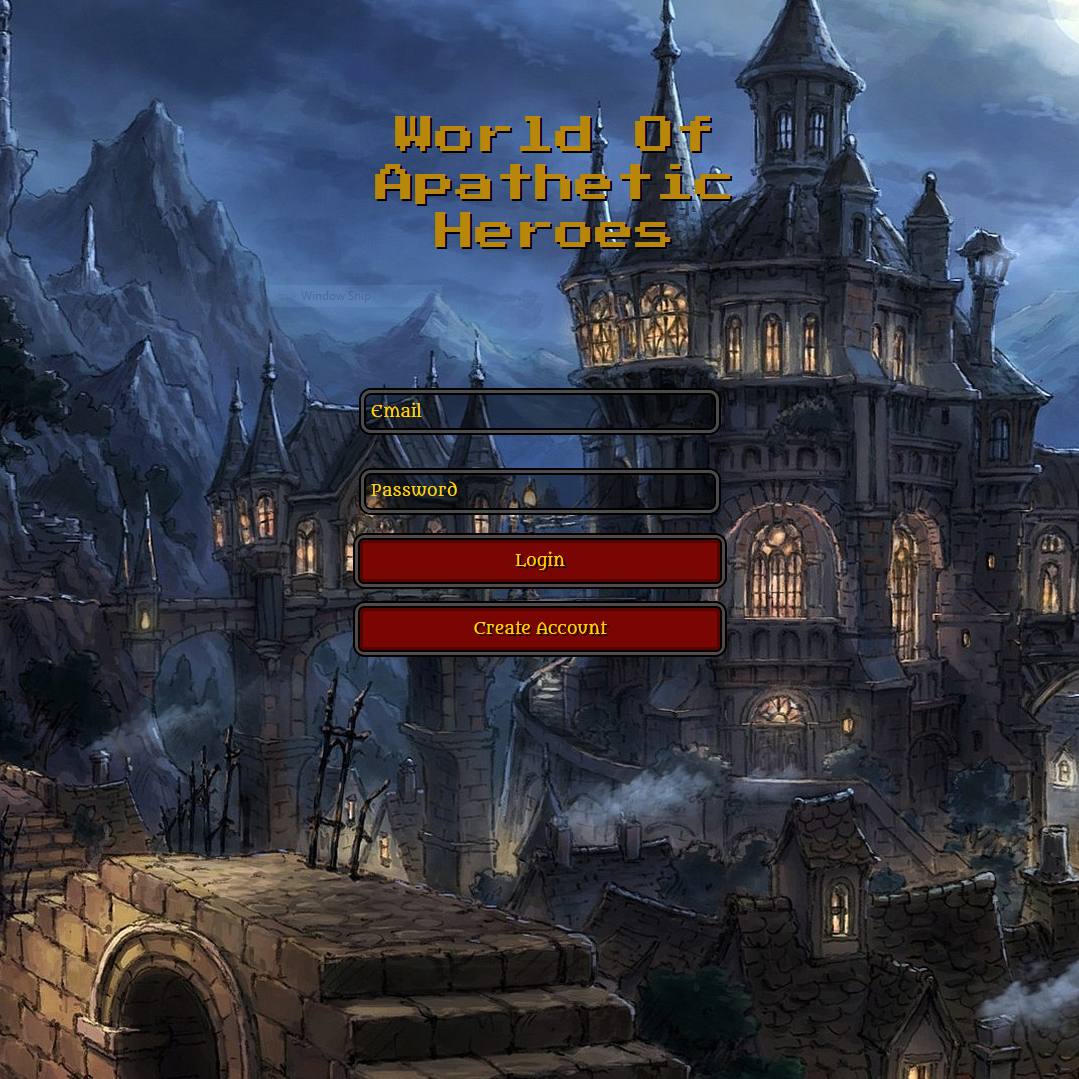 World Of
Apathetic
Heroes
Window Snip
Email
Password
Login
Create Account